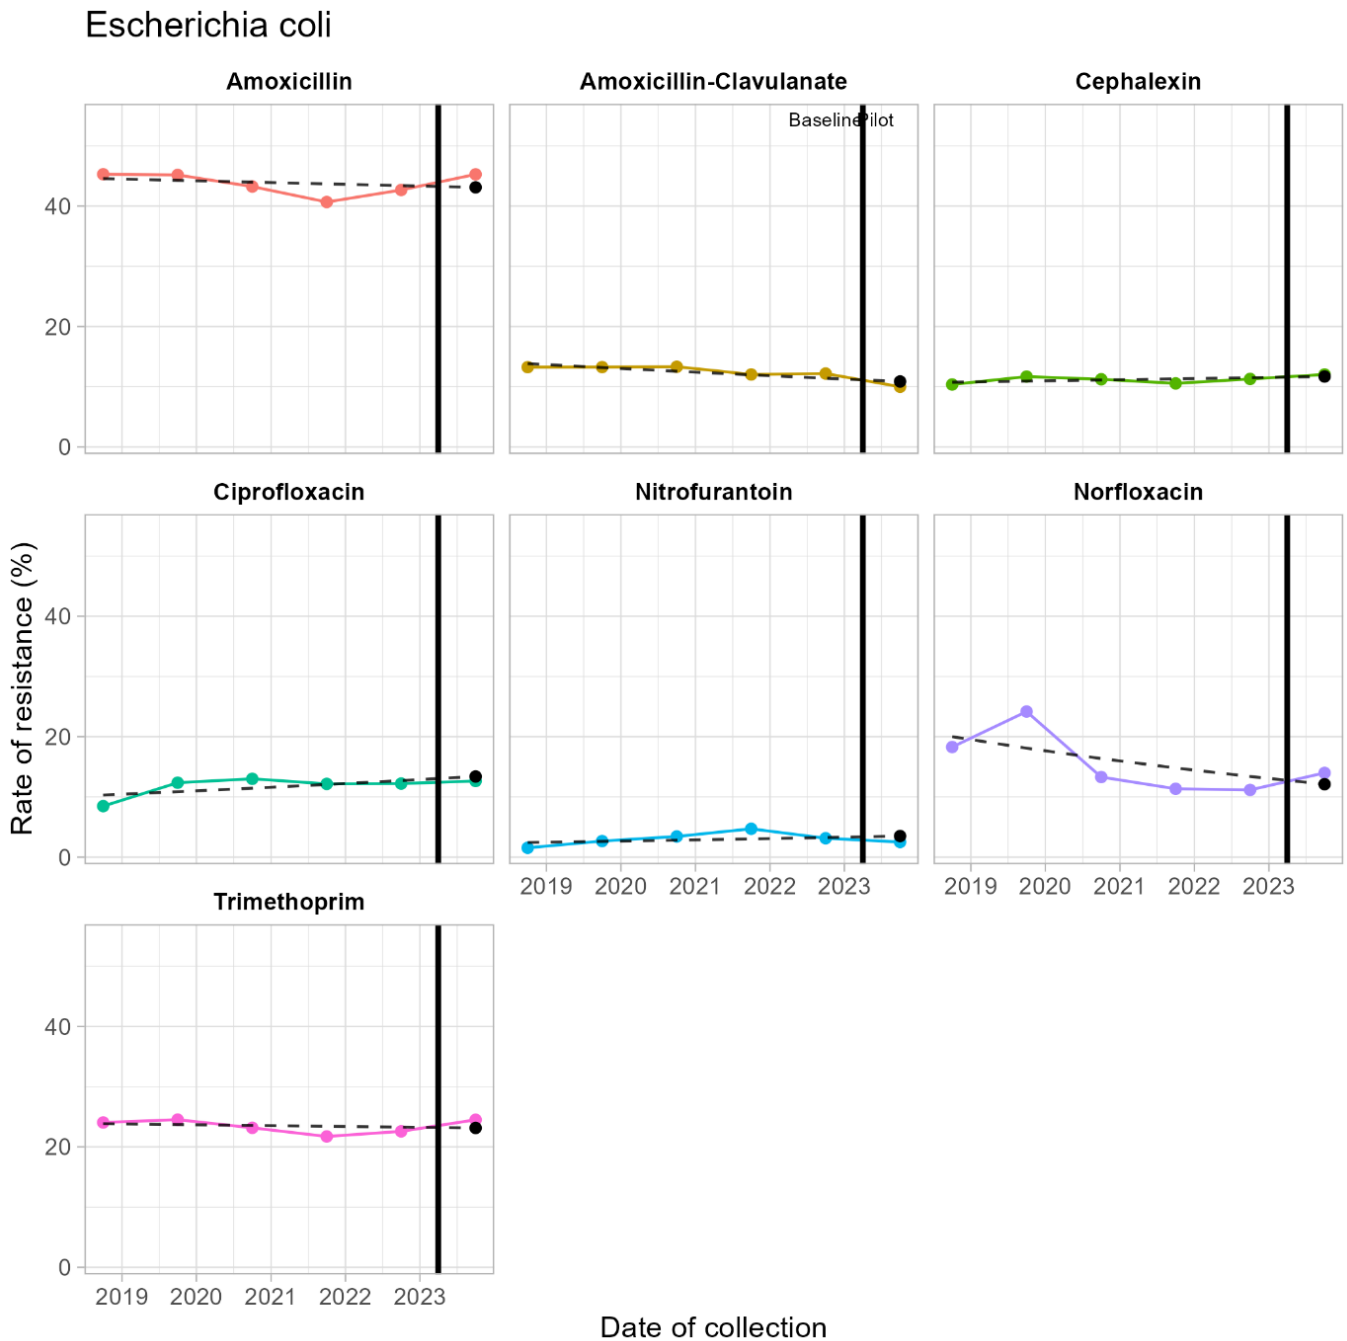 Escherichia coli
Amoxicillin
Amoxicillin-Clavulanate
Cephalexin
Baseline
Pilot
40
20
0
Ciprofloxacin
Nitrofurantoin
Norfloxacin
Rate of resistance (%)
40
20
0
2019 2020 2021 2022 2023
2019 2020 2021 2022 2023
Trimethoprim
40
20
0
2019 2020 2021 2022 2023
Date of collection